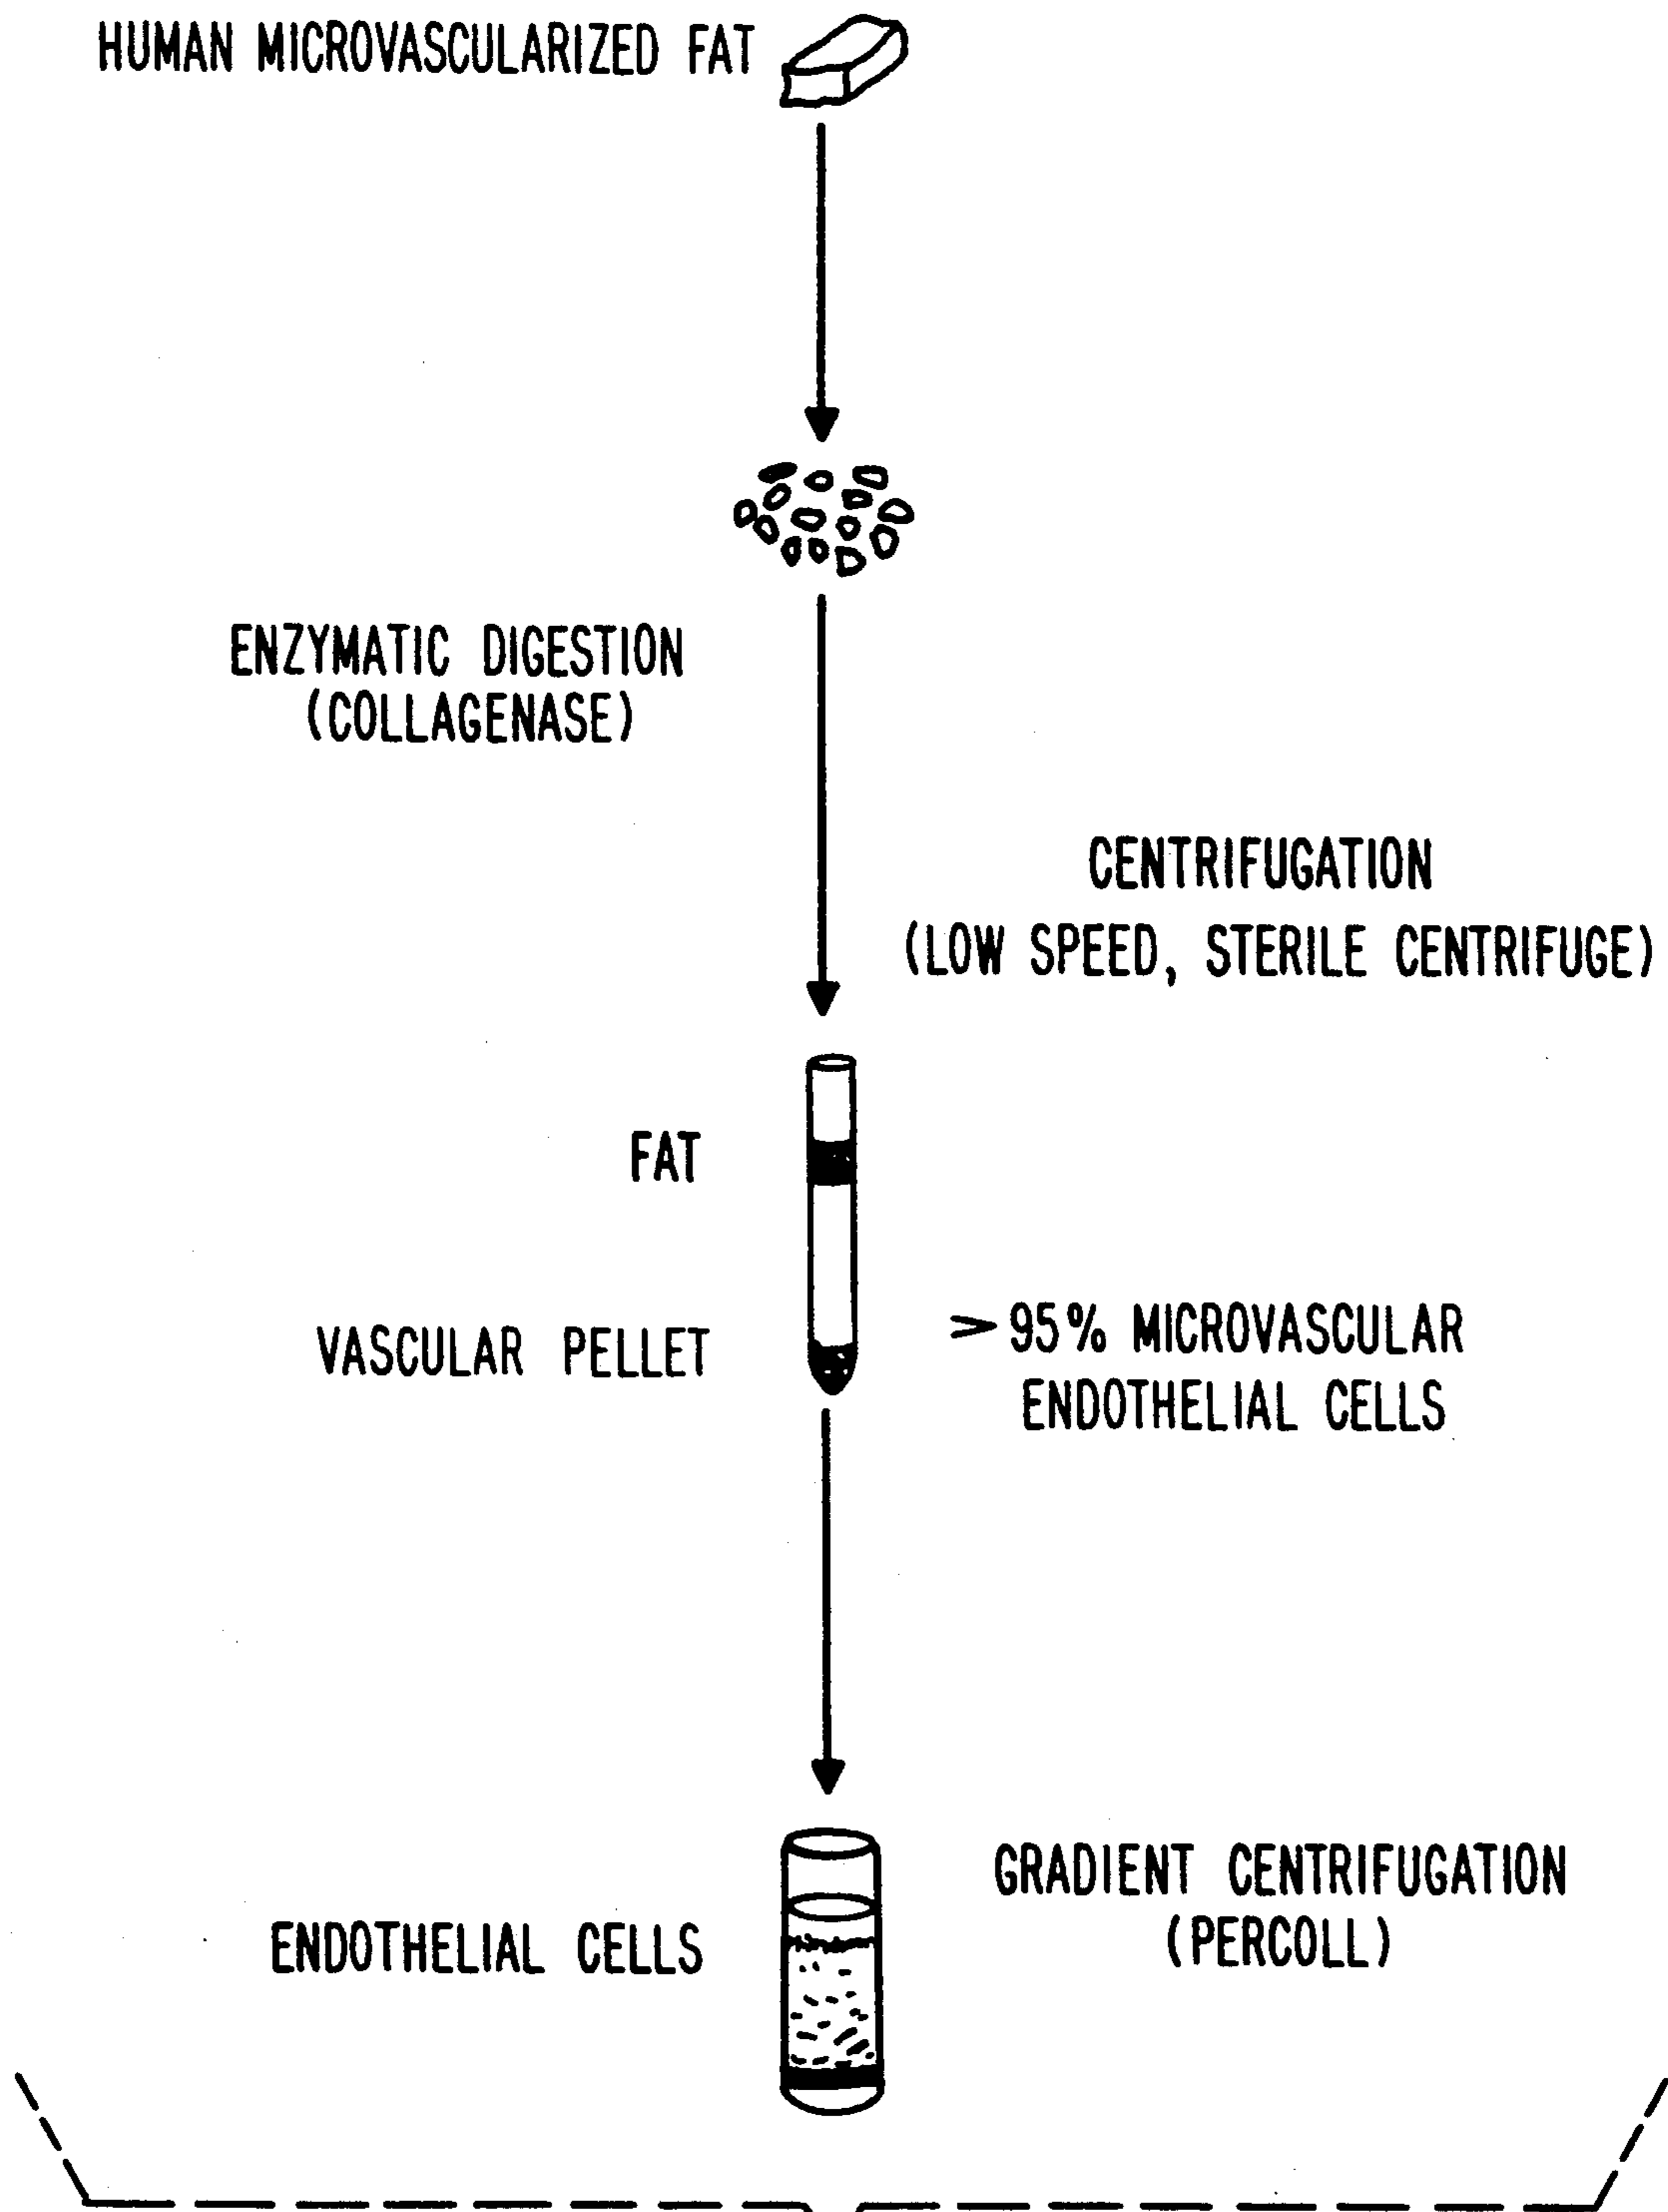 HUMAN MICROVASCULARIZED FAT
ENZYMATIC DIGESTION
(COLLAGENASE)
CENTRIFUGATION
(LOW SPEED, STERILE CENTRIFUGE)
FAT
VASCULAR PELLET
> 95% MICROVASCULAR
ENDOTHELIAL CELLS
GRADIENT CENTRIFUGATION
(PERCOLL)
ENDOTHELIAL CELLS